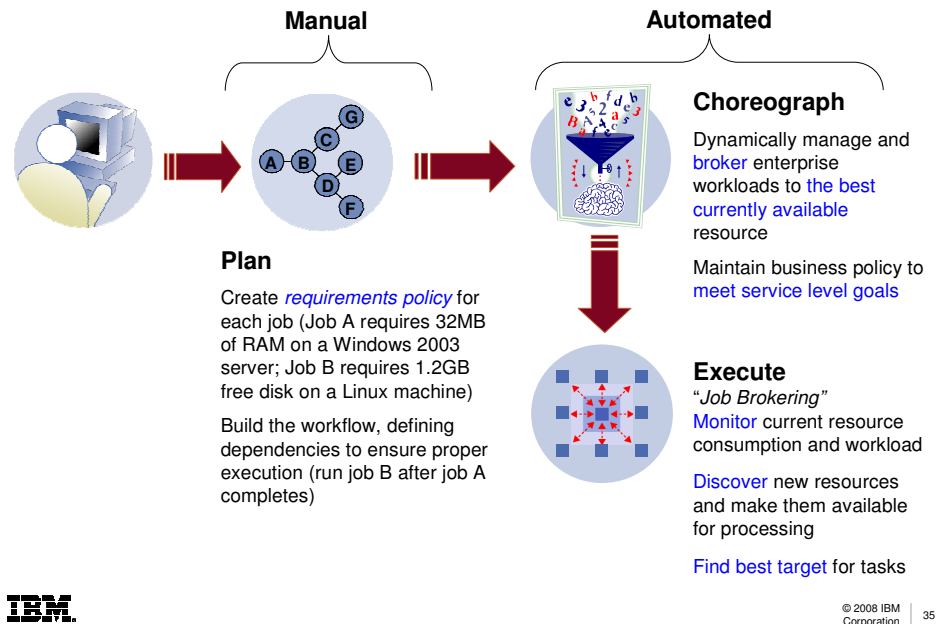 Manual
Automated
A
B
C
G
E
D
F
Plan
Create requirements policy for
each job (Job A requires 32MB
of RAM on a Windows 2003
server; Job B requires 1.2GB
free disk on a Linux machine)
Build the workflow, defining
dependencies to ensure proper
execution (run job B after job A
completes)
Choreograph
Dynamically manage and
broker enterprise
workloads to the best
currently available
resource
Maintain business policy to
meet service level goals
Execute
“Job Brokering”
Monitor current resource
consumption and workload
Discover new resources
and make them available
for processing
Find best target for tasks
IBM.
© 2008 IBM
Corporation
35